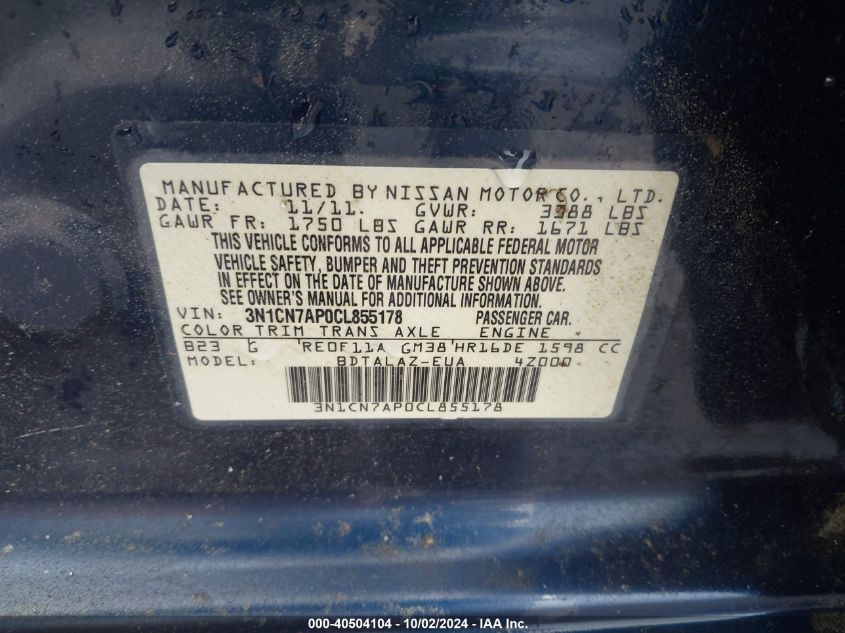 MANUFACTURED BY NISSAN MOTOR CO., LTD.
DATE: 11/11. GVWR: 3388 LBS
GAWR FR: 1750 LBS GAWR RR: 1671 LBS
THIS VEHICLE CONFORMS TO ALL APPLICABLE FEDERAL MOTOR
VEHICLE SAFETY, BUMPER AND THEFT PREVENTION STANDARDS
IN EFFECT ON THE DATE OF MANUFACTURE SHOWN ABOVE.
SEE OWNER'S MANUAL FOR ADDITIONAL INFORMATION.
VIN: 3N1CN7AP0CL855178 PASSENGER CAR.
COLOR TRIM TRANS AXLE ENGINE
B23 G RE0F11A GM38 HR16DE 1598 CC
MODEL: BDTALAZ-EUA 4Z000
3N1CN7AP0CL855178
000-40504104 - 10/02/2024 - IAA Inc.